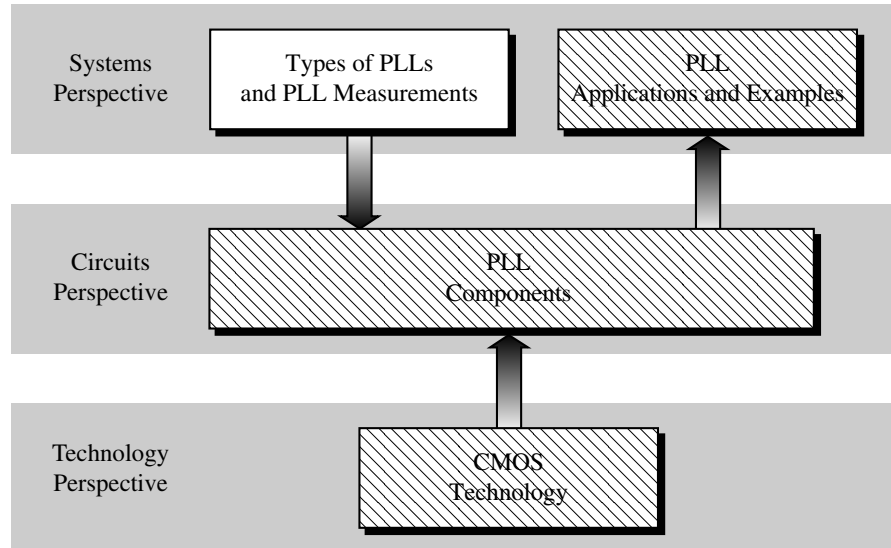 Systems
Perspective
Types of PLLs
and PLL Measurements
PLL
Applications and Examples
Circuits
Perspective
PLL
Components
Technology
Perspective
CMOS
Technology